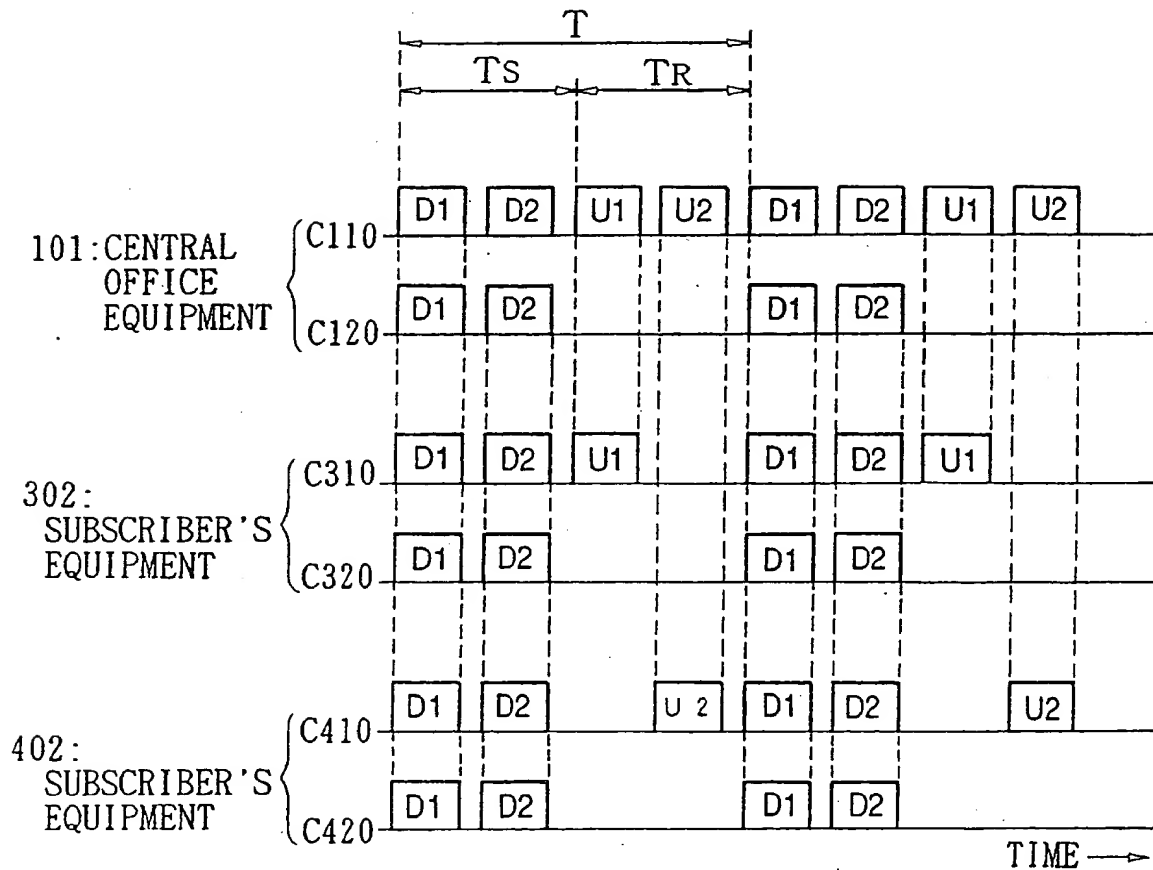 T
TS TR
101:CENTRAL
OFFICE
EQUIPMENT
C110 D1 D2 U1 U2 D1 D2 U1 U2
C120 D1 D2 D1 D2
302:
SUBSCRIBER'S
EQUIPMENT
C310 D1 D2 U1 D1 D2 U1
C320 D1 D2 D1 D2
402:
SUBSCRIBER'S
EQUIPMENT
C410 D1 D2 U 2 D1 D2 U2
C420 D1 D2 D1 D2
TIME